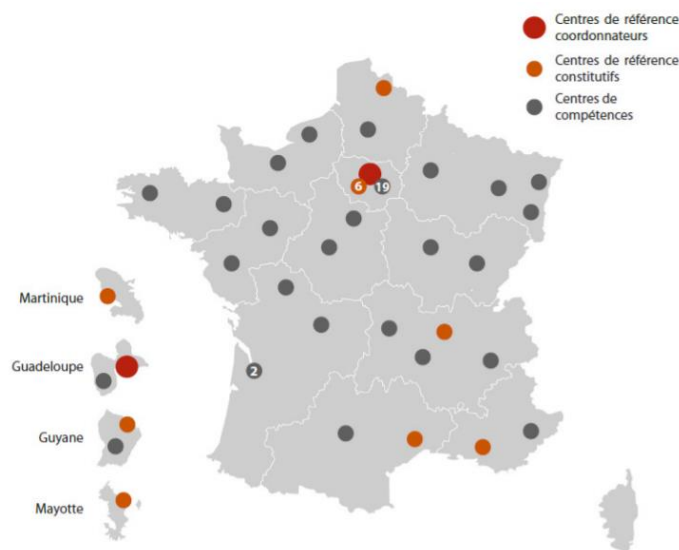 Centres de référence
coordonnateurs
Centres de référence
constitutifs
Centres de
compétences
6
19
Martinique
Guadeloupe
2
Guyane
Mayotte